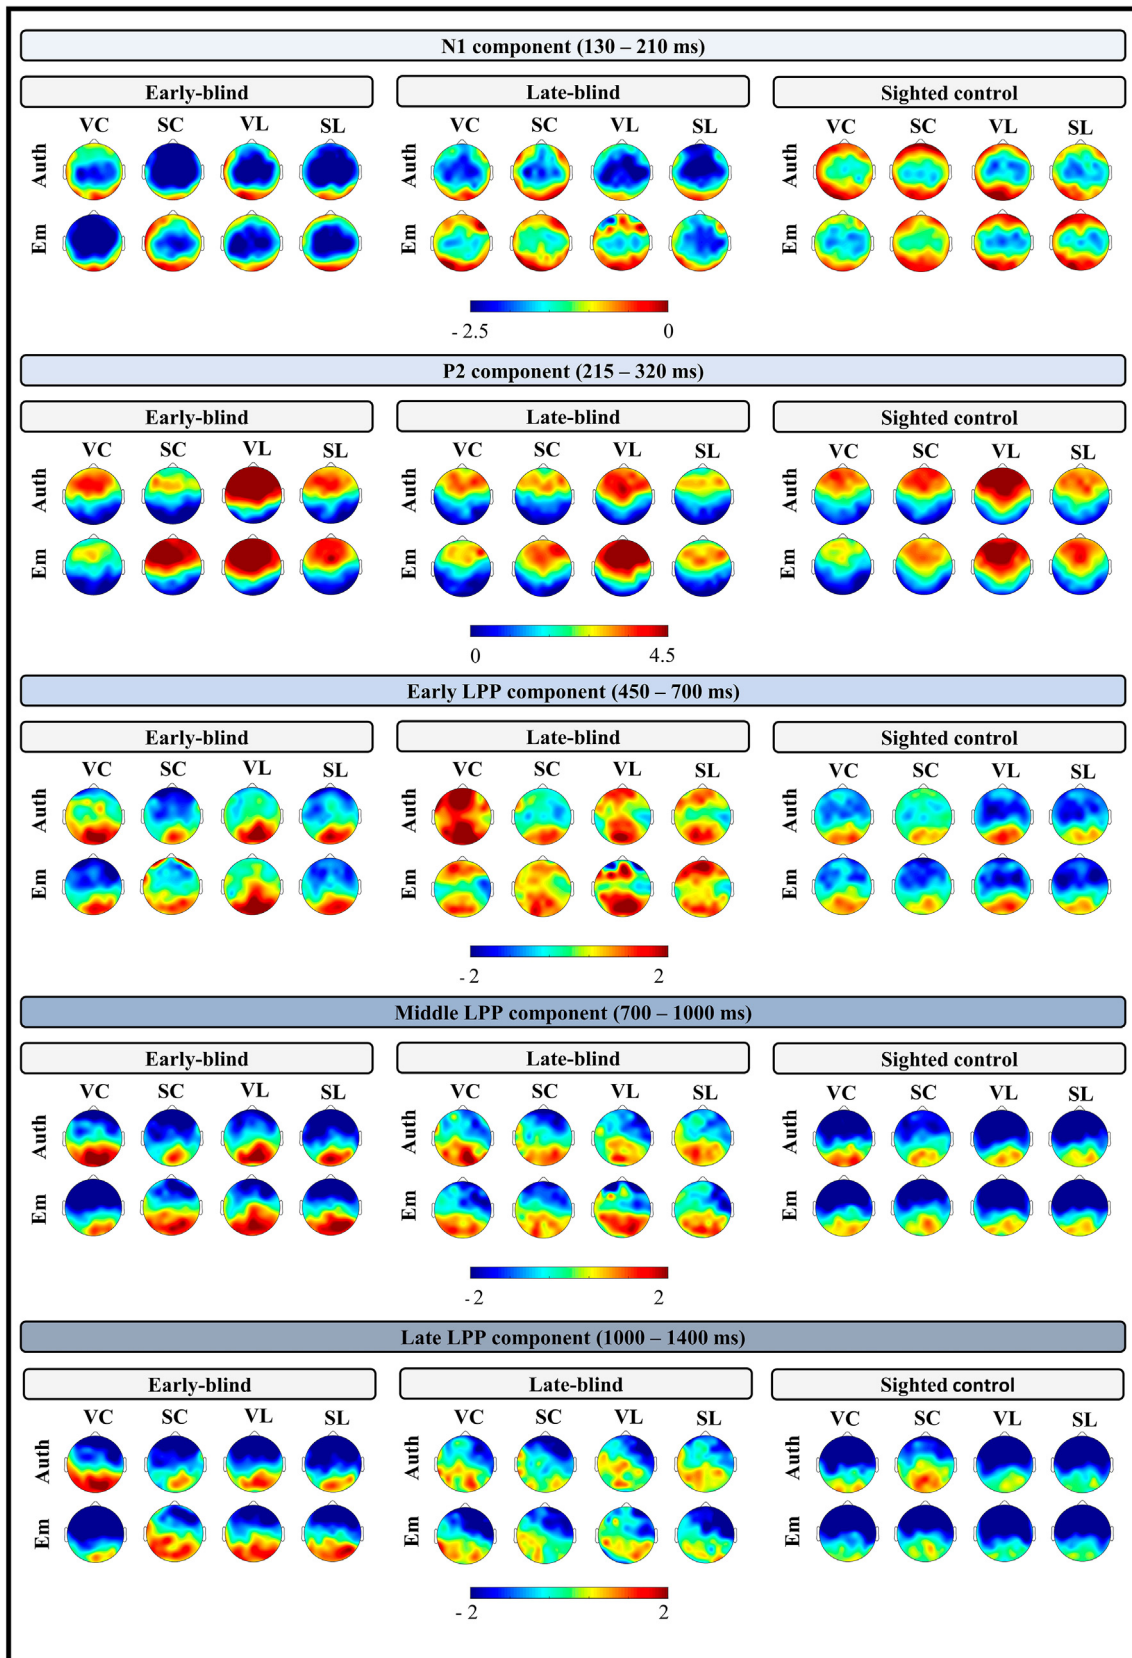 N1 component (130 – 210 ms)
Early-blind Late-blind Sighted control
VC SC VL SL VC SC VL SL VC SC VL SL
Auth Auth Auth
Em Em Em
- 2.5 0
P2 component (215 – 320 ms)
Early-blind Late-blind Sighted control
VC SC VL SL VC SC VL SL VC SC VL SL
Auth Auth Auth
Em Em Em
0 4.5
Early LPP component (450 – 700 ms)
Early-blind Late-blind Sighted control
VC SC VL SL VC SC VL SL VC SC VL SL
Auth Auth Auth
Em Em Em
- 2 2
Middle LPP component (700 – 1000 ms)
Early-blind Late-blind Sighted control
VC SC VL SL VC SC VL SL VC SC VL SL
Auth Auth Auth
Em Em Em
- 2 2
Late LPP component (1000 – 1400 ms)
Early-blind Late-blind Sighted control
VC SC VL SL VC SC VL SL VC SC VL SL
Auth Auth Auth
Em Em Em
- 2 2